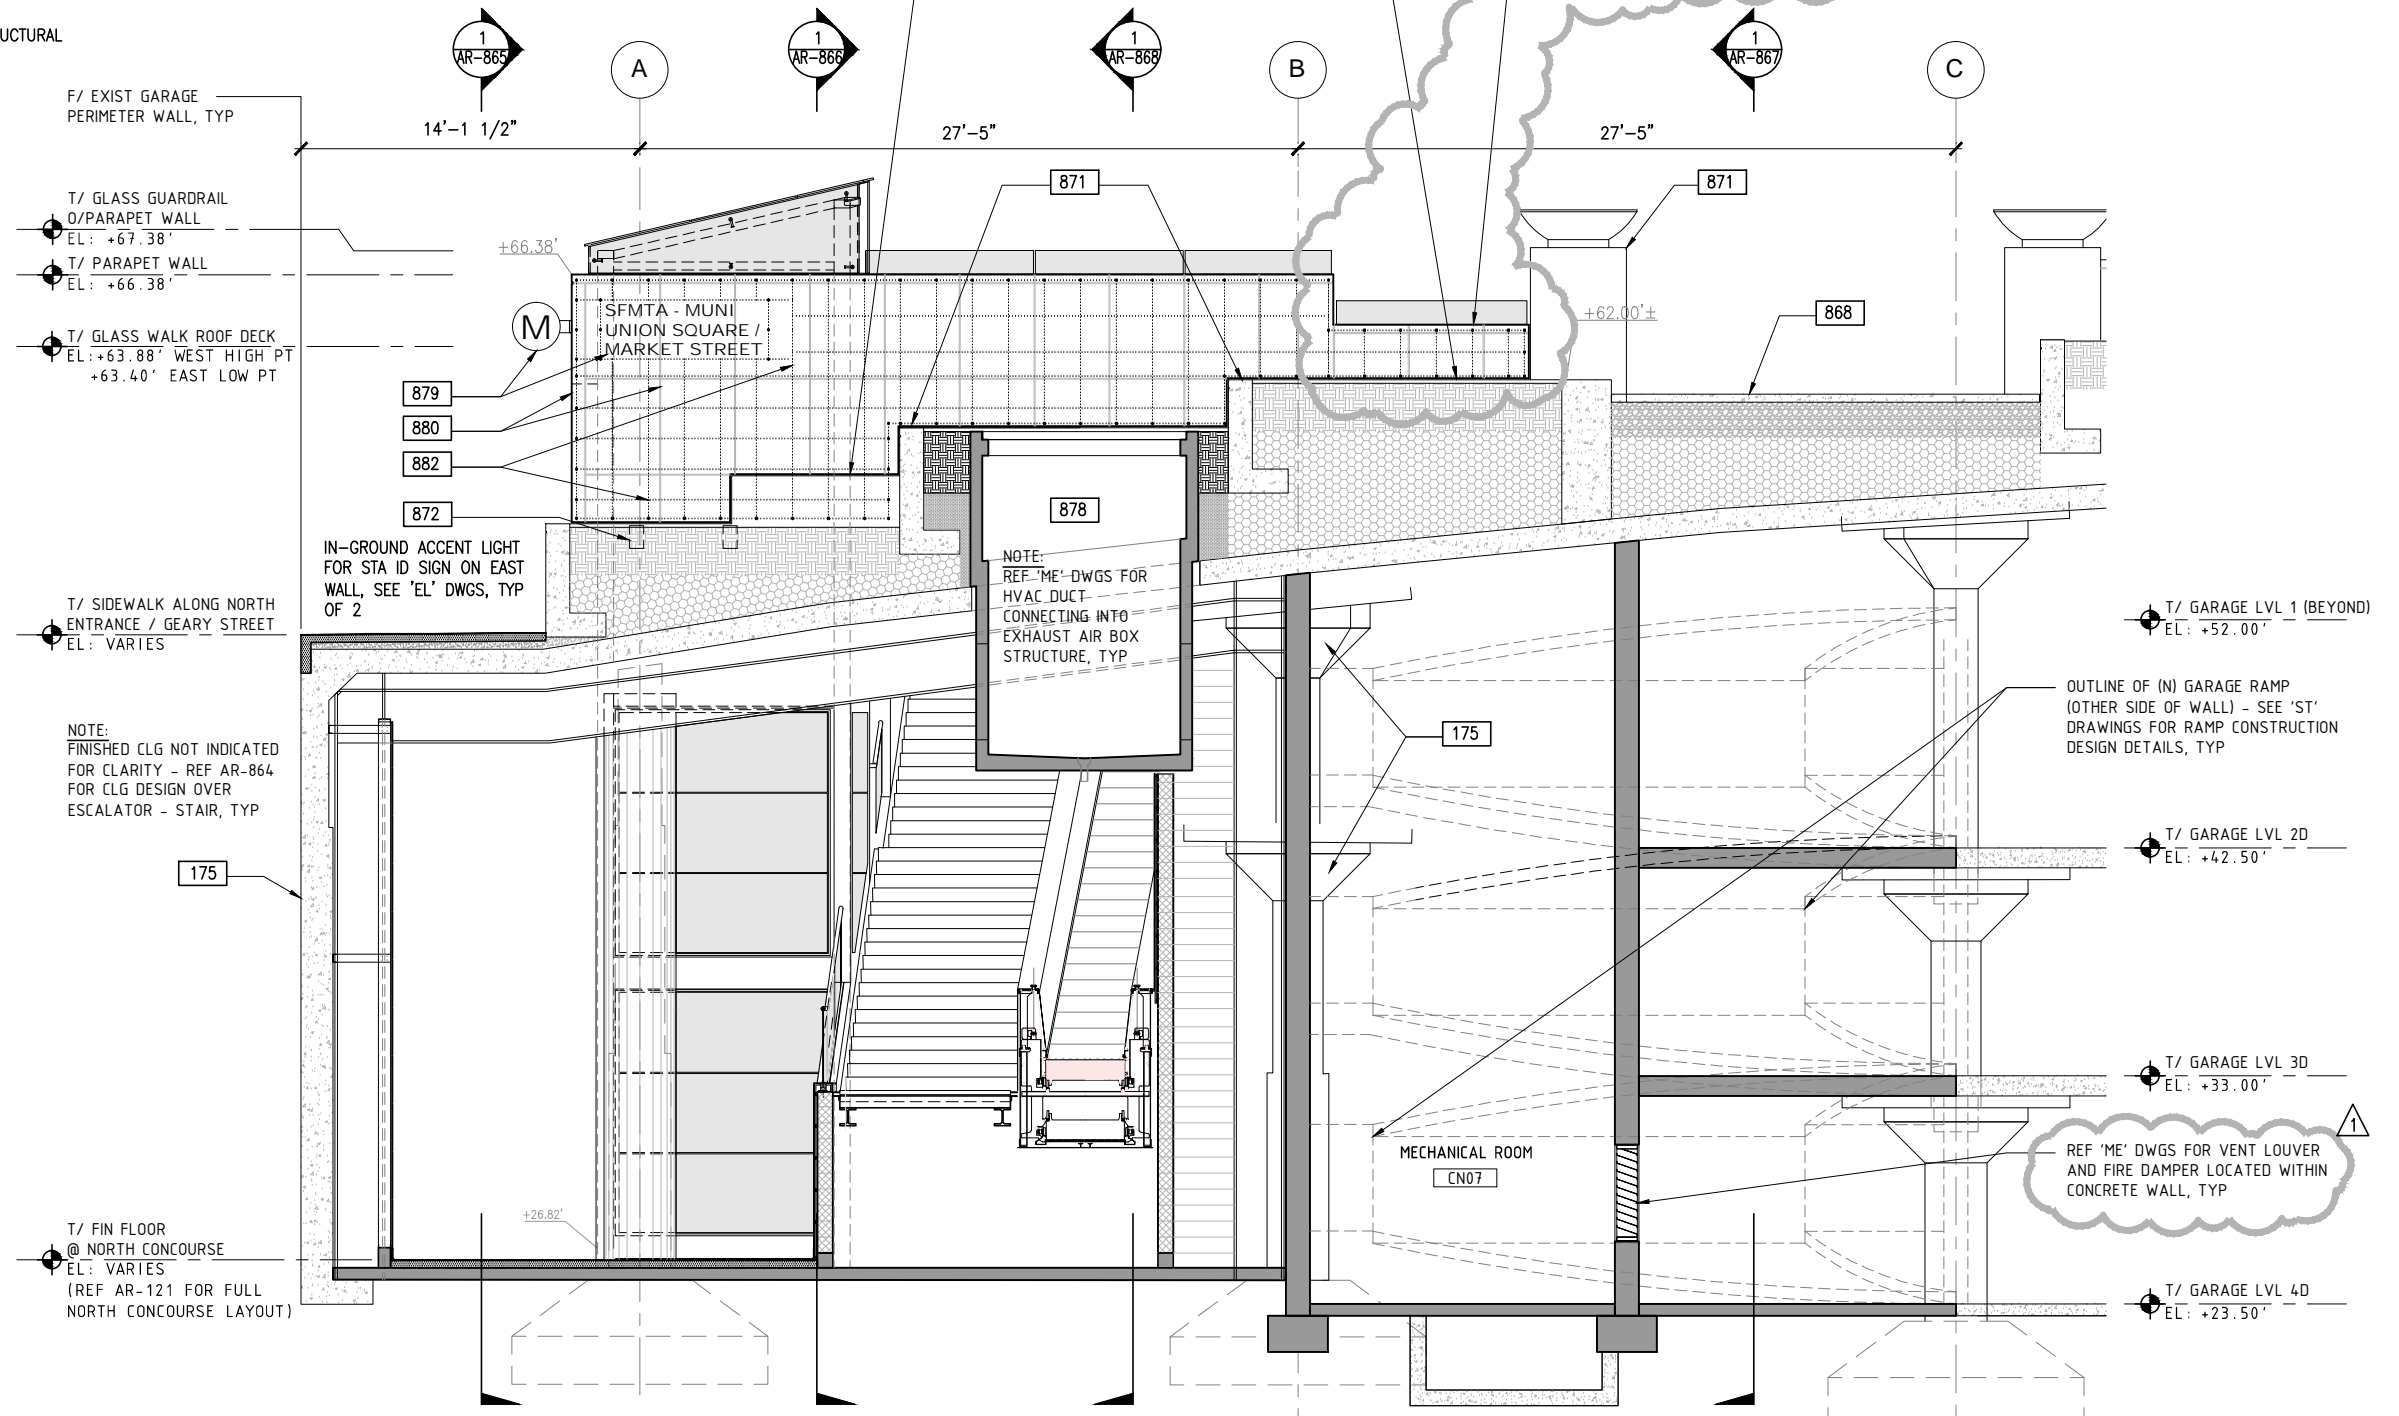 UCTURAL
1
AR-865
A
1
AR-866
1
AR-868
B
1
AR-867
C
F/ EXIST GARAGE
PERIMETER WALL, TYP
14'-1 1/2"
27'-5"
27'-5"
871
871
T/ GLASS GUARDRAIL
O/PARAPET WALL
EL: +67.38'
+66.38'
T/ PARAPET WALL
EL: +66.38'
T/ GLASS WALK ROOF DECK
EL:+63.88' WEST HIGH PT
+63.40' EAST LOW PT
M
SFMTA - MUNI
UNION SQUARE /
MARKET STREET
+62.00'±
868
879
880
882
872
878
IN-GROUND ACCENT LIGHT
FOR STA ID SIGN ON EAST
WALL, SEE 'EL' DWGS, TYP
OF 2
NOTE:
REF 'ME' DWGS FOR
HVAC DUCT
CONNECTING INTO
EXHAUST AIR BOX
STRUCTURE, TYP
T/ SIDEWALK ALONG NORTH
ENTRANCE / GEARY STREET
EL: VARIES
T/ GARAGE LVL 1 (BEYOND)
EL: +52.00'
OUTLINE OF (N) GARAGE RAMP
(OTHER SIDE OF WALL) - SEE 'ST'
DRAWINGS FOR RAMP CONSTRUCTION
DESIGN DETAILS, TYP
NOTE:
FINISHED CLG NOT INDICATED
FOR CLARITY - REF AR-864
FOR CLG DESIGN OVER
ESCALATOR - STAIR, TYP
175
175
T/ GARAGE LVL 2D
EL: +42.50'
T/ GARAGE LVL 3D
EL: +33.00'
1
REF 'ME' DWGS FOR VENT LOUVER
AND FIRE DAMPER LOCATED WITHIN
CONCRETE WALL, TYP
MECHANICAL ROOM
CN07
+26.82'
T/ FIN FLOOR
@ NORTH CONCOURSE
EL: VARIES
(REF AR-121 FOR FULL
NORTH CONCOURSE LAYOUT)
T/ GARAGE LVL 4D
EL: +23.50'